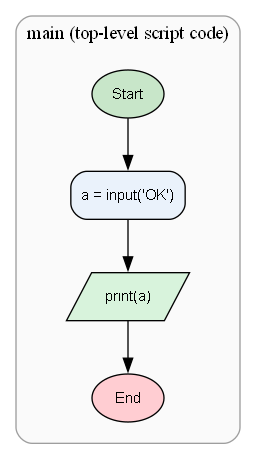 main (top-level script code)
Start
a = input('OK')
print(a)
End